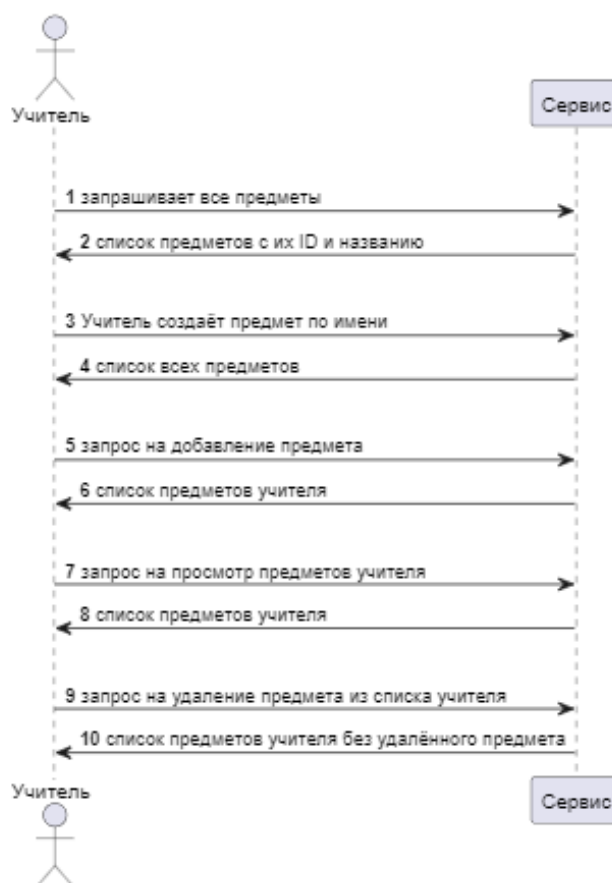 Учитель
Сервис
1 запрашивает все предметы
2 список предметов с их ID и названию
3 Учитель создаёт предмет по имени
4 список всех предметов
5 запрос на добавление предмета
6 список предметов учителя
7 запрос на просмотр предметов учителя
8 список предметов учителя
9 запрос на удаление предмета из списка учителя
10 список предметов учителя без удалённого предмета
Учитель
Сервис